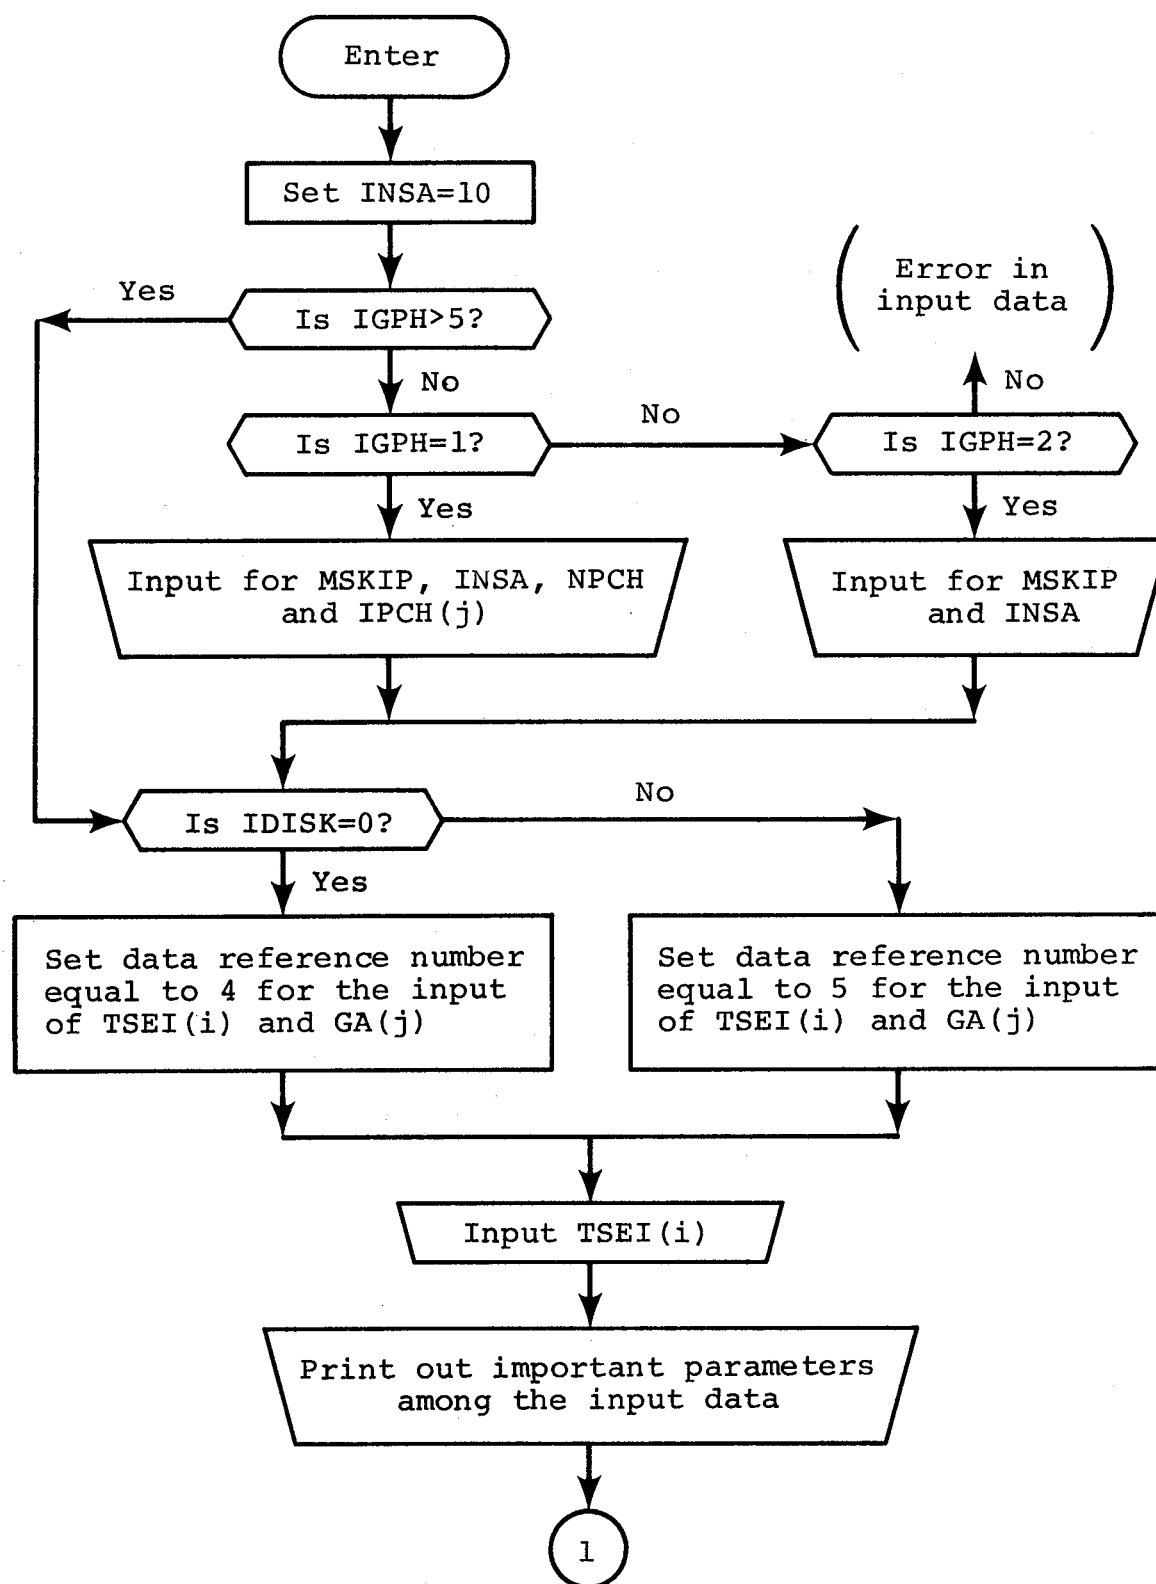 Enter
Set INSA=10
Yes
Is IGPH>5?
Error in
input data
No
No
Is IGPH=1?
No
Is IGPH=2?
Yes
Yes
Input for MSKIP, INSA, NPCH
and IPCH(j)
Input for MSKIP
and INSA
Is IDISK=0?
No
Yes
Set data reference number
equal to 4 for the input
of TSEI(i) and GA(j)
Set data reference number
equal to 5 for the input
of TSEI(i) and GA(j)
Input TSEI(i)
Print out important parameters
among the input data
1